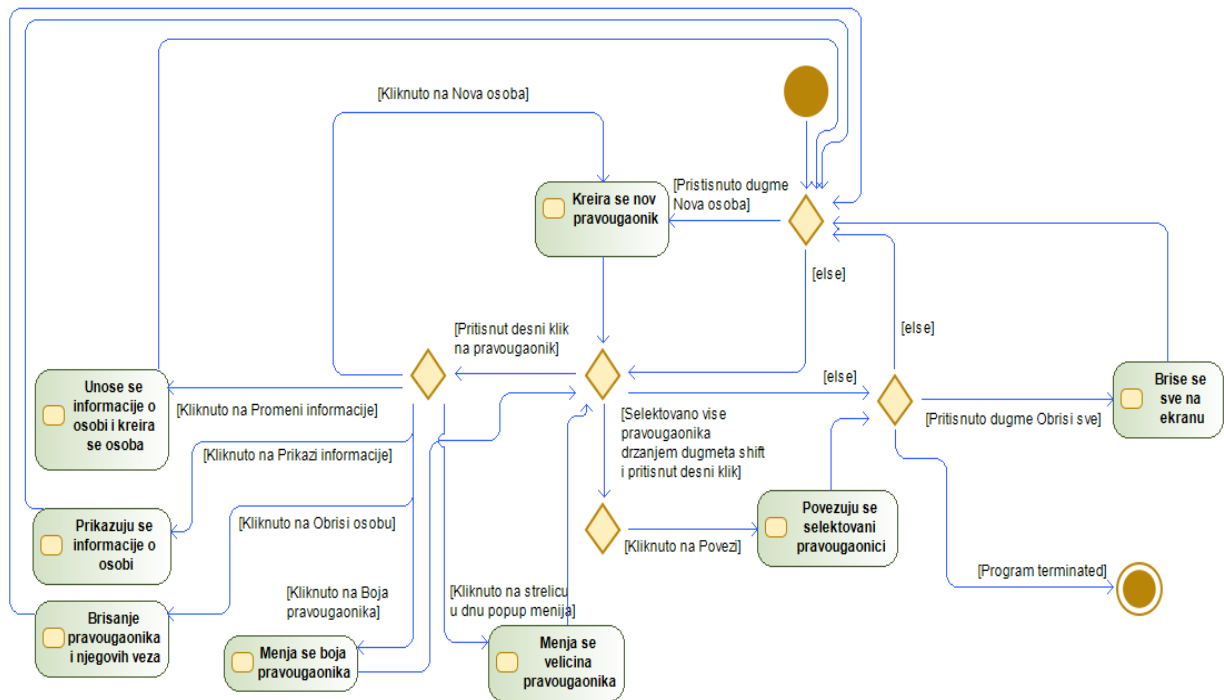 [Kliknuto na Nova osoba]
Kreira se nov
pravougaonik
[Pristisnuto dugme
Nova osoba]
[else]
[Pritisnut desni klik
na pravougaonik]
[else]
[else]
Unose se
informacije o
osobi i kreira
se osoba
[Kliknuto na Promeni informacije]
[Selektovano vise
pravougaonika
drzanjem dugmeta shift
i pritisnut desni klik]
[Pritisnuto dugme Obrisi sve]
Brise se
sve na
ekranu
[Kliknuto na Prikazi informacije]
Prikazuju se
informacije o
osobi
[Kliknuto na Obrisi osobu]
[Kliknuto na Povezi]
Povezuju se
selektovani
pravougaonici
[Program terminated]
Brisanje
pravougaonika
i njegovih veza
[Kliknuto na Boja
pravougaonika]
[Kliknuto na strelicu
u dnu popup menija]
Menja se boja
pravougaonika
Menja se
velicina
pravougaonika